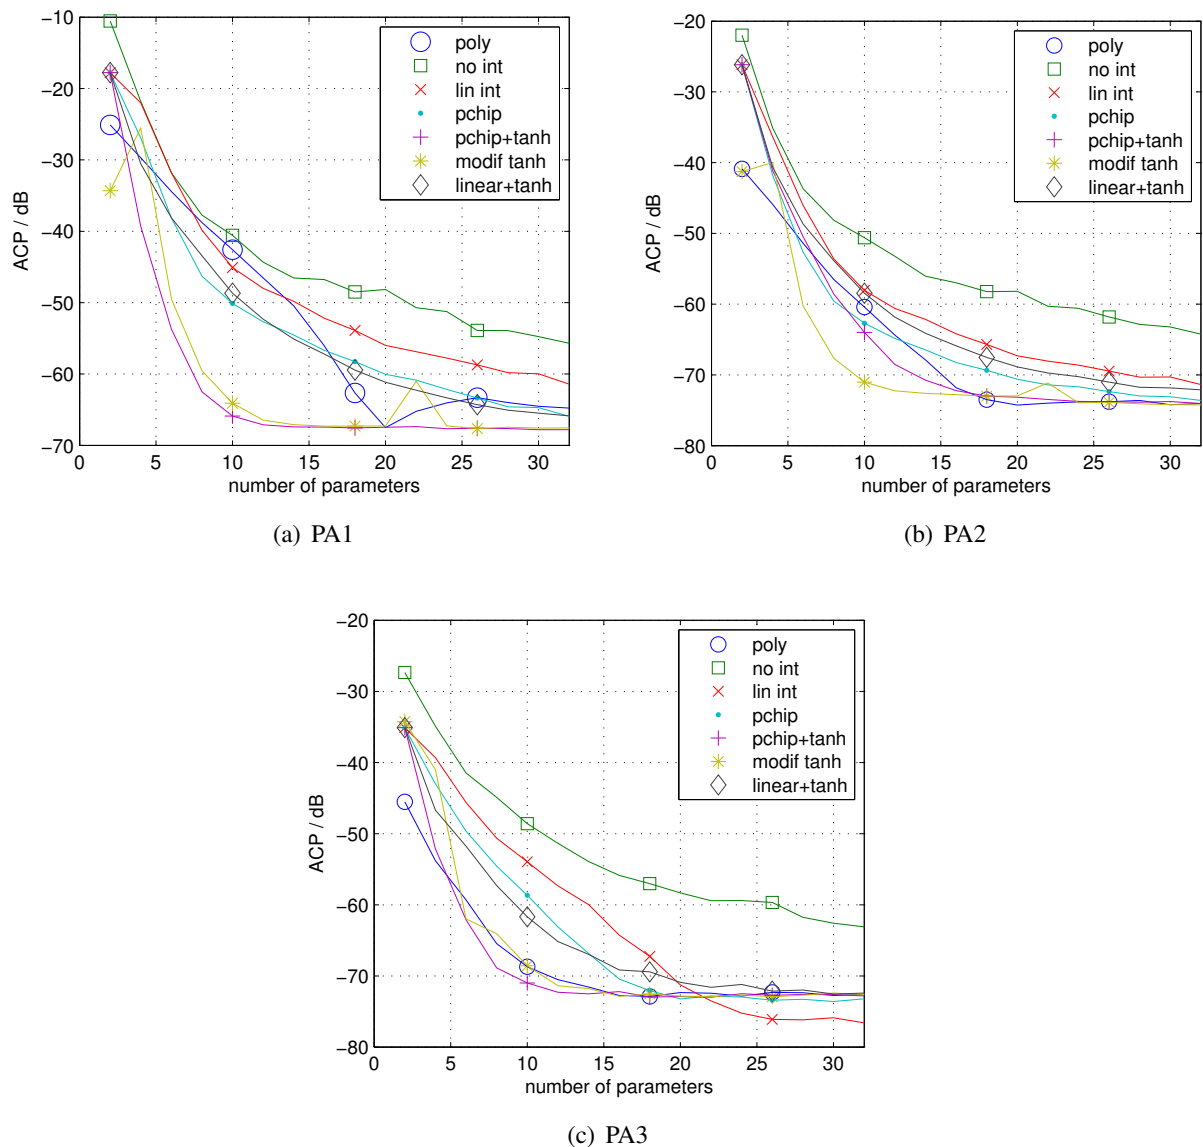 −10
−20
−30
−40
−50
−60
−70
ACP / dB
0 5 10 15 20 25 30
number of parameters
poly
no int
lin int
pchip
pchip+tanh
modif tanh
linear+tanh
(a) PA1
−20
−30
−40
−50
−60
−70
−80
ACP / dB
0 5 10 15 20 25 30
number of parameters
poly
no int
lin int
pchip
pchip+tanh
modif tanh
linear+tanh
(b) PA2
−20
−30
−40
−50
−60
−70
−80
ACP / dB
0 5 10 15 20 25 30
number of parameters
poly
no int
lin int
pchip
pchip+tanh
modif tanh
linear+tanh
(c) PA3